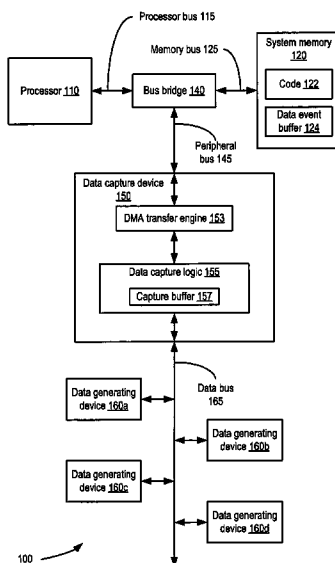 Processor bus 115
Memory bus 125
System memory
120
Code 122
Data event
buffer 124
Processor 110
Bus bridge 140
Peripheral
bus 145
Data capture device
150
DMA transfer engine 153
Data capture logic 155
Capture buffer 157
Data bus
165
Data generating
device 160a
Data generating
device 160b
Data generating
device 160c
Data generating
device 160d
100